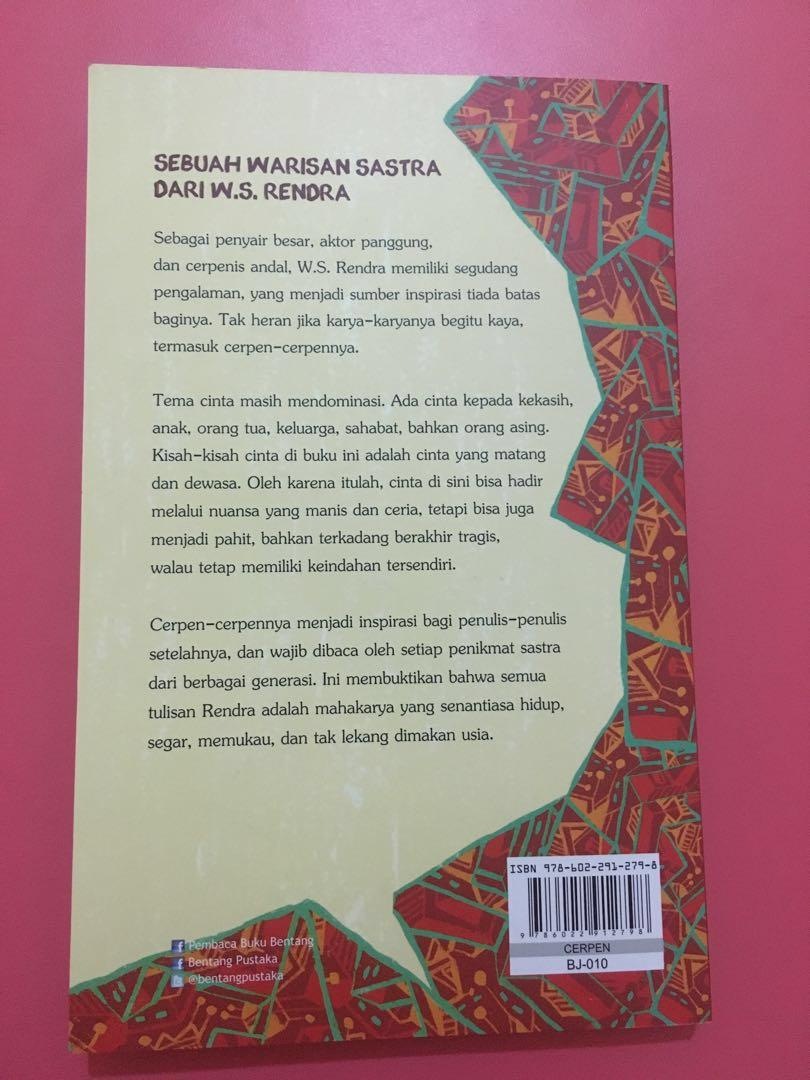 SEBUAH WARISAN SASTRA
DARI W.S. RENDRA
Sebagai penyair besar, aktor panggung,
dan cerpenis andal, W.S. Rendra memiliki segudang
pengalaman, yang menjadi sumber inspirasi tiada batas
baginya. Tak heran jika karya-karyanya begitu kaya,
termasuk cerpen-cerpennya.
Tema cinta masih mendominasi. Ada cinta kepada kekasih,
anak, orang tua, keluarga, sahabat, bahkan orang asing.
Kisah-kisah cinta di buku ini adalah cinta yang matang
dan dewasa. Oleh karena itulah, cinta di sini bisa hadir
melalui nuansa yang manis dan ceria, tetapi bisa juga
menjadi pahit, bahkan terkadang berakhir tragis,
walau tetap memiliki keindahan tersendiri.
Cerpen-cerpennya menjadi inspirasi bagi penulis-penulis
setelahnya, dan wajib dibaca oleh setiap penikmat sastra
dari berbagai generasi. Ini membuktikan bahwa semua
tulisan Rendra adalah mahakarya yang senantiasa hidup,
segar, memukau, dan tak lekang dimakan usia.
Pembaca Buku Bentang
Bentang Pustaka
@bentangpustaka
ISBN 978-602-291-279-8
9 786022 912798
CERPEN
BJ-010